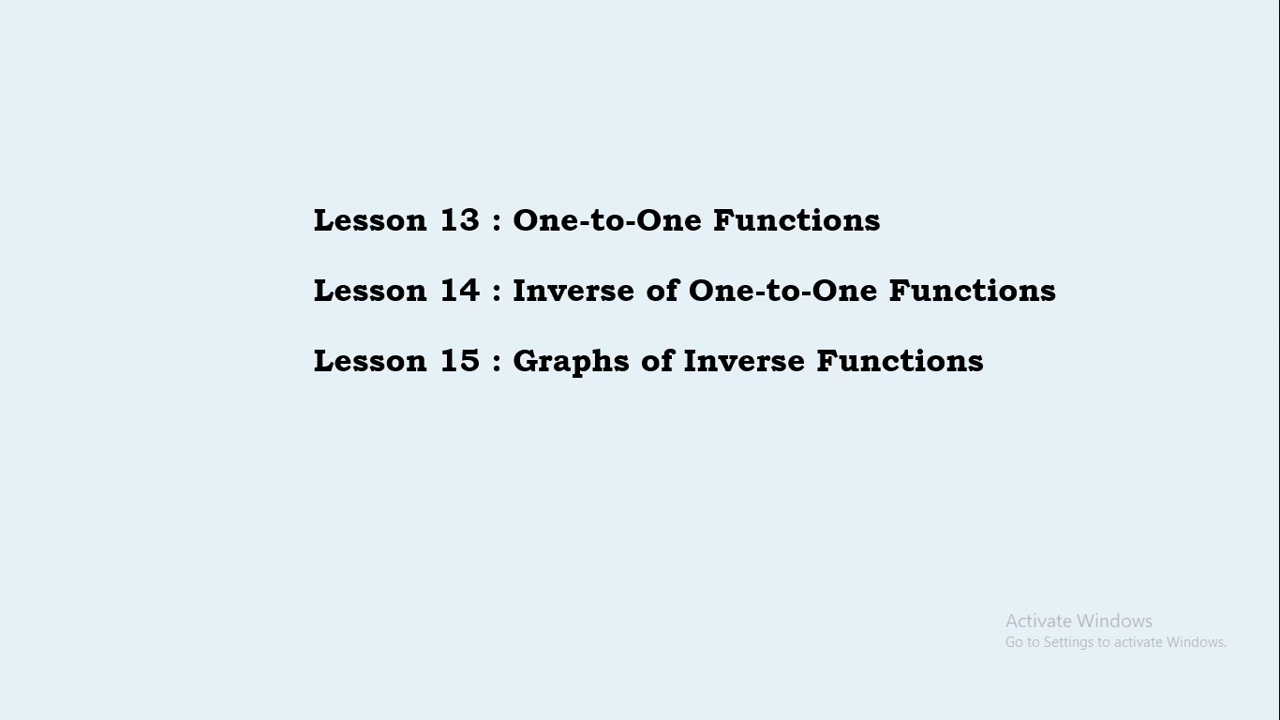 Lesson 13 : One-to-One Functions
Lesson 14 : Inverse of One-to-One Functions
Lesson 15 : Graphs of Inverse Functions
Activate Windows
Go to Settings to activate Windows.